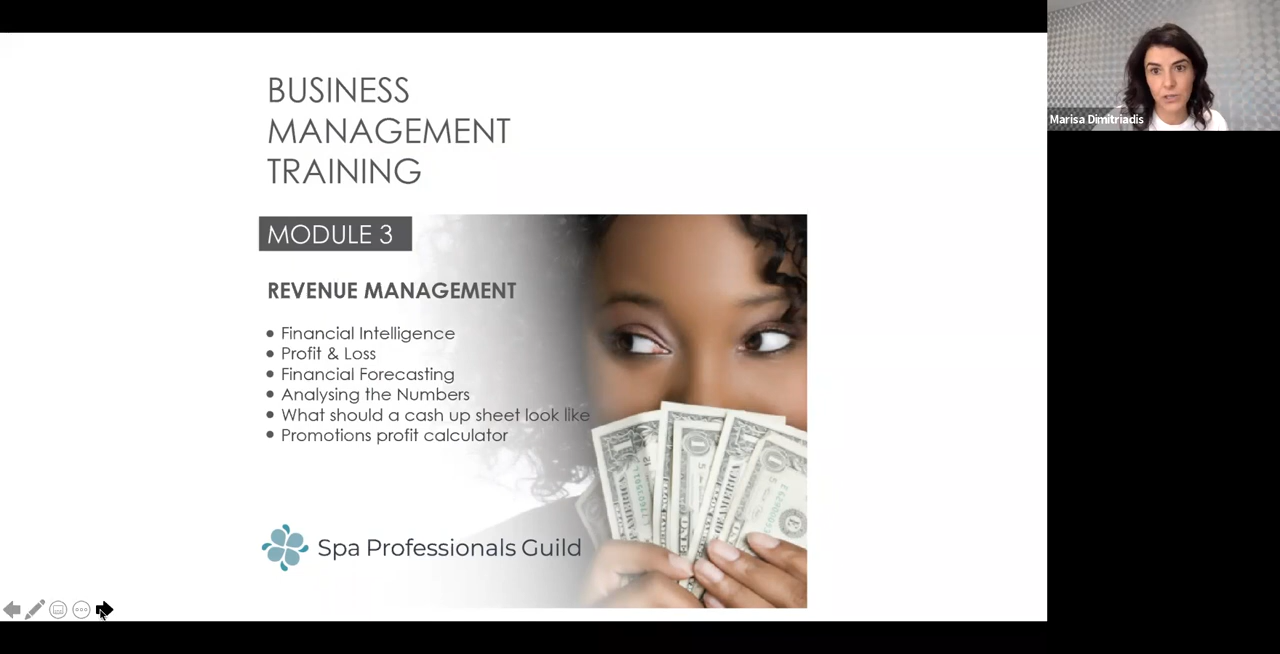 BUSINESS
MANAGEMENT
TRAINING
MODULE 3
REVENUE MANAGEMENT
Financial Intelligence
Profit & Loss
Financial Forecasting
Analysing the Numbers
What should a cash up sheet look like
Promotions profit calculator
Spa Professionals Guild
Marisa Dimitriadis